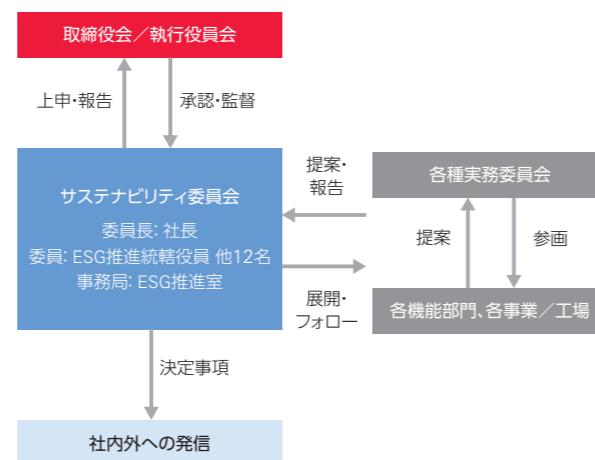 取締役会／執行役員会
上申・報告
承認・監督
サステナビリティ委員会
委員長: 社長
委員: ESG推進統轄役員 他12名
事務局: ESG推進室
提案・
報告
展開・
フォロー
各種実務委員会
提案
参画
各機能部門、各事業／工場
決定事項
社内外への発信